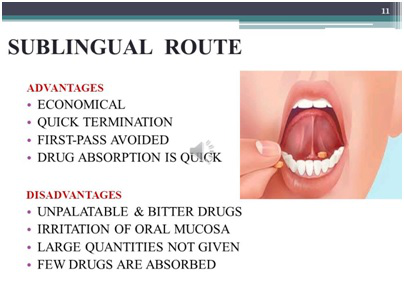 11
SUBLINGUAL ROUTE
ADVANTAGES
• ECONOMICAL
• QUICK TERMINATION
• FIRST-PASS AVOIDED
• DRUG ABSORPTION IS QUICK
DISADVANTAGES
• UNPALATABLE & BITTER DRUGS
• IRRITATION OF ORAL MUCOSA
• LARGE QUANTITIES NOT GIVEN
• FEW DRUGS ARE ABSORBED